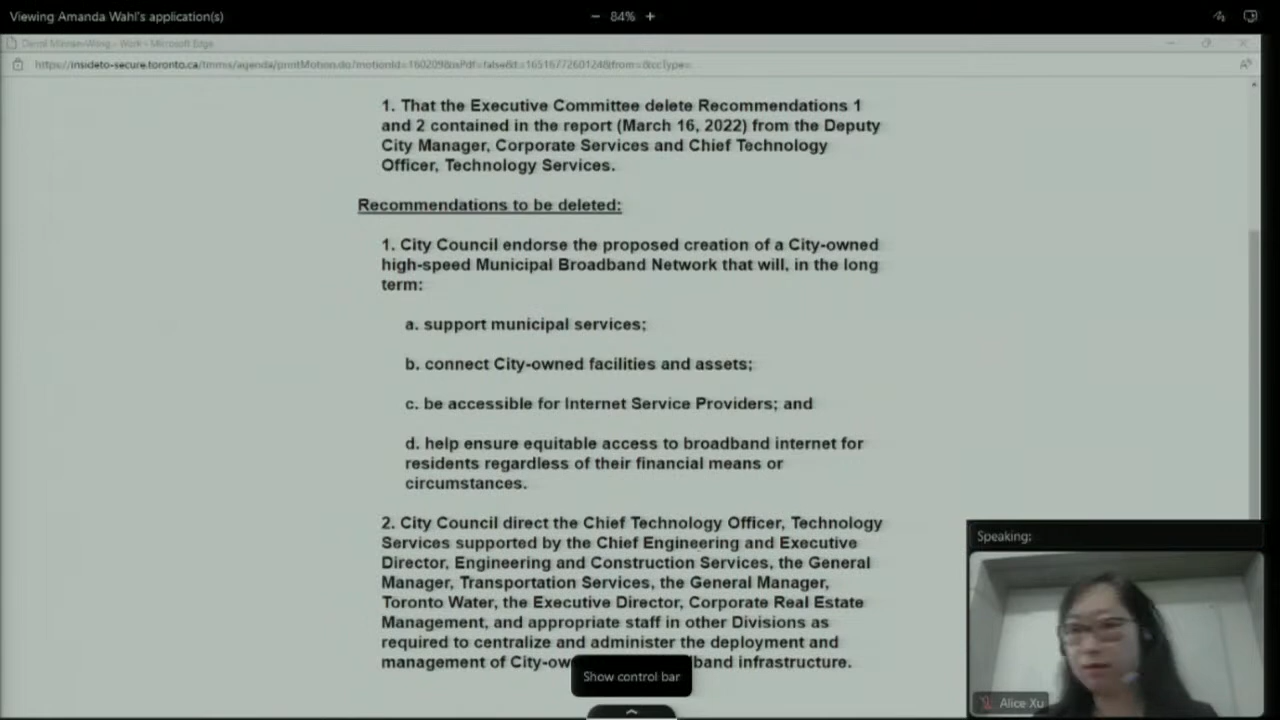 Viewing Amanda Wahl's application(s)
84%
Microsoft Edge
1. That the Executive Committee delete Recommendations 1
and 2 contained in the report (March 16, 2022) from the Deputy
City Manager, Corporate Services and Chief Technology
Officer, Technology Services.
Recommendations to be deleted:
1. City Council endorse the proposed creation of a City-owned
high-speed Municipal Broadband Network that will, in the long
term:
a. support municipal services;
b. connect City-owned facilities and assets;
c. be accessible for Internet Service Providers; and
d. help ensure equitable access to broadband internet for
residents regardless of their financial means or
circumstances.
2. City Council direct the Chief Technology Officer, Technology
Services supported by the Chief Engineering and Executive
Director, Engineering and Construction Services, the General
Manager, Transportation Services, the General Manager,
Toronto Water, the Executive Director, Corporate Real Estate
Management, and appropriate staff in other Divisions as
required to centralize and administer the deployment and
management of infrastructure.
Show control bar
Speaking:
Alice Xu